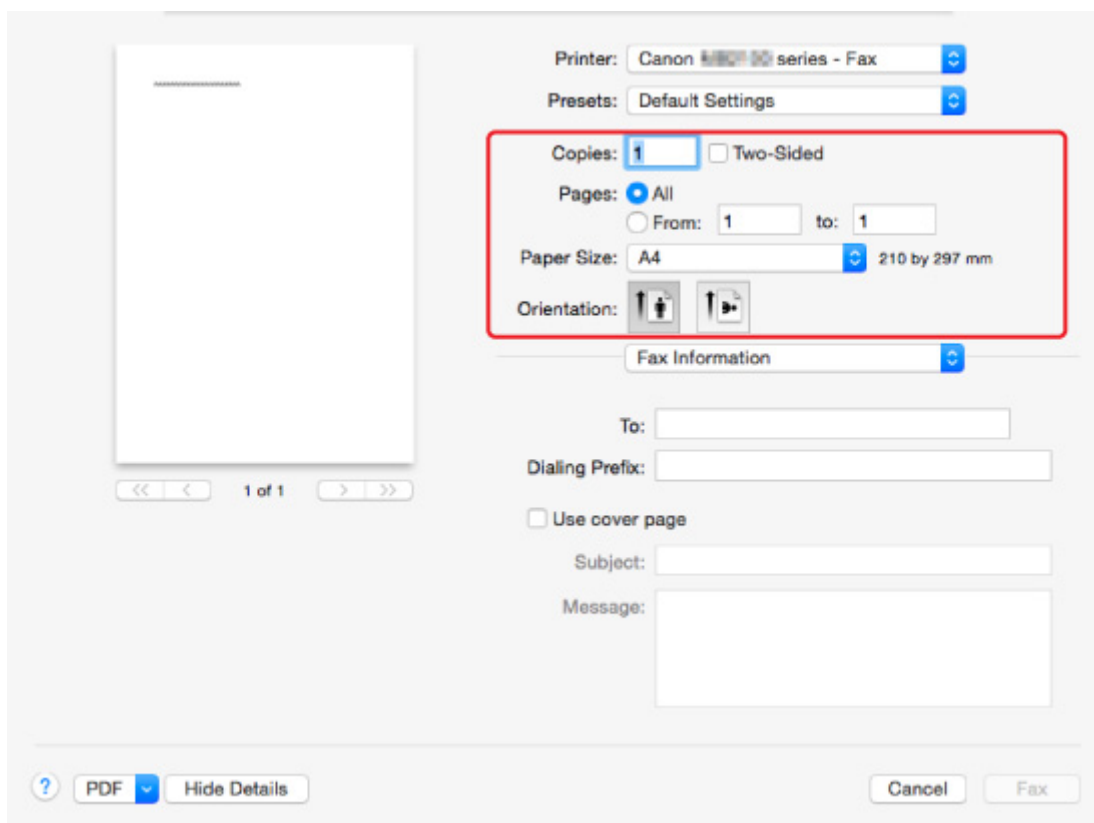 Printer: Canon series - Fax
Presets: Default Settings
Copies: 1 Two-Sided
Pages: All
From: 1 to: 1
Paper Size: A4 210 by 297 mm
Orientation:
Fax Information
To:
Dialing Prefix:
1 of 1
Use cover page
Subject:
Message:
? PDF Hide Details Cancel Fax